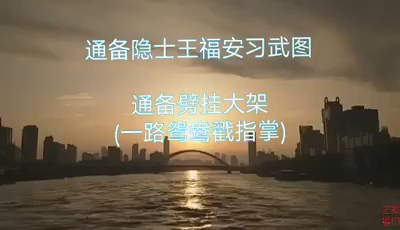 通备隐士王福安习武图
通备劈挂大架
(一路鸳鸯戳指掌)